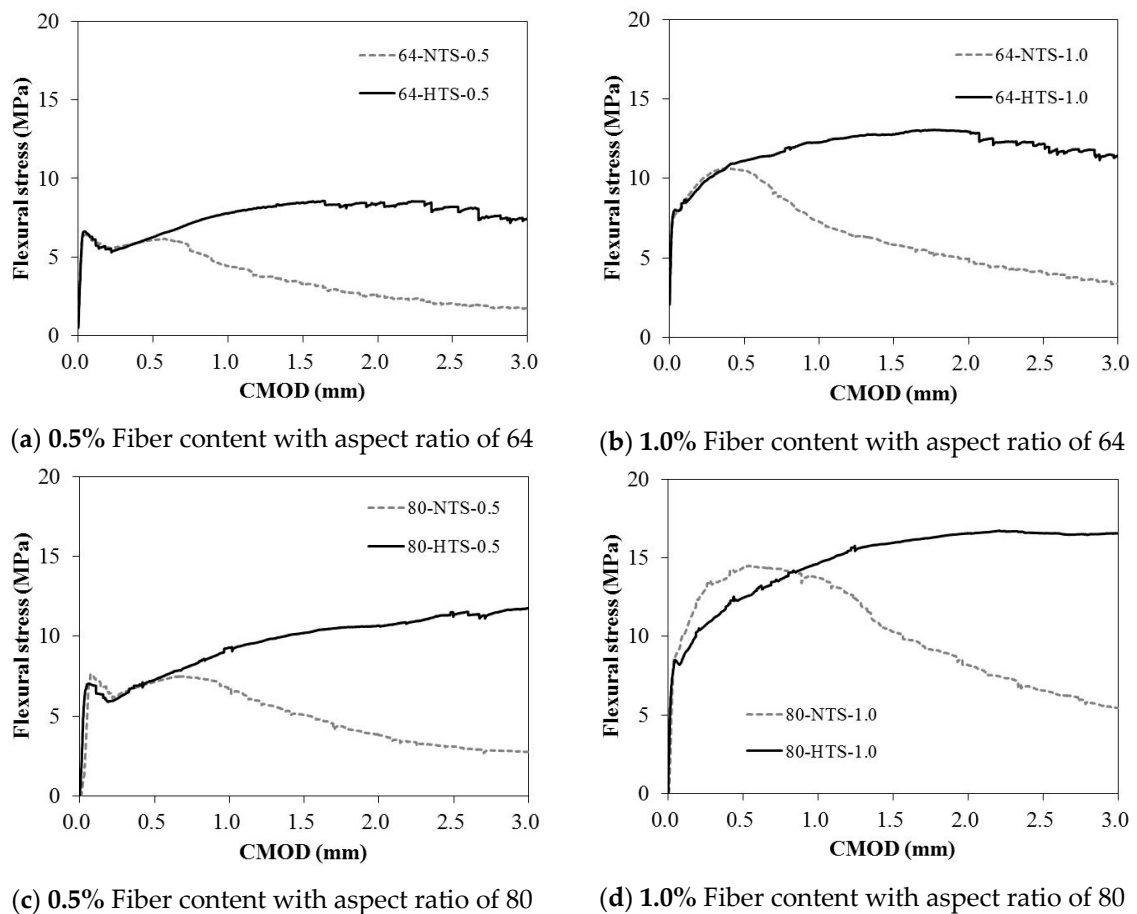 20
15
10
5
0
Flexural stress (MPa)
64-NTS-0.5
64-HTS-0.5
0.0 0.5 1.0 1.5 2.0 2.5 3.0
CMOD (mm)
(a) 0.5% Fiber content with aspect ratio of 64
20
15
10
5
0
Flexural stress (MPa)
64-NTS-1.0
64-HTS-1.0
0.0 0.5 1.0 1.5 2.0 2.5 3.0
CMOD (mm)
(b) 1.0% Fiber content with aspect ratio of 64
20
15
10
5
0
Flexural stress (MPa)
80-NTS-0.5
80-HTS-0.5
0.0 0.5 1.0 1.5 2.0 2.5 3.0
CMOD (mm)
(c) 0.5% Fiber content with aspect ratio of 80
20
15
10
5
0
Flexural stress (MPa)
80-NTS-1.0
80-HTS-1.0
0.0 0.5 1.0 1.5 2.0 2.5 3.0
CMOD (mm)
(d) 1.0% Fiber content with aspect ratio of 80